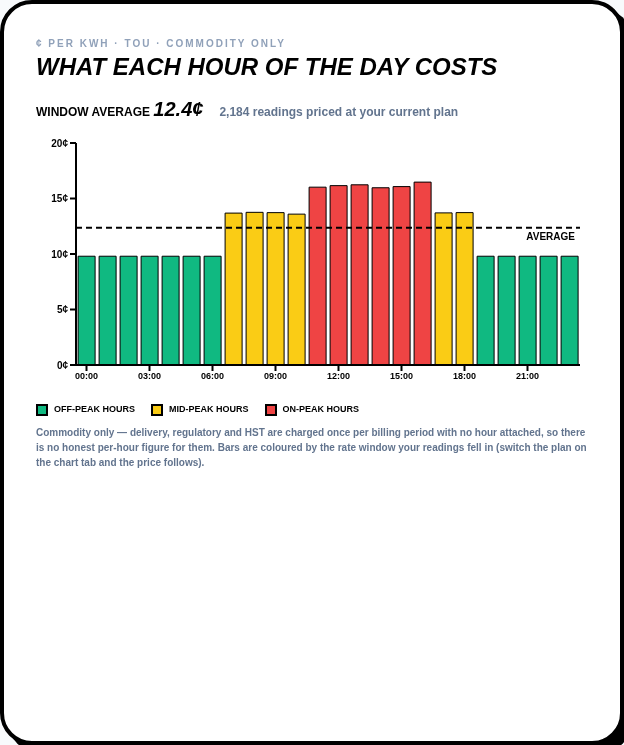 ¢ PER KWH · TOU · COMMODITY ONLY
WHAT EACH HOUR OF THE DAY COSTS
WINDOW AVERAGE 12.4¢ 2,184 readings priced at your current plan
20¢
15¢
10¢
5¢
0¢
AVERAGE
00:00 03:00 06:00 09:00 12:00 15:00 18:00 21:00
OFF-PEAK HOURS MID-PEAK HOURS ON-PEAK HOURS
Commodity only — delivery, regulatory and HST are charged once per billing period with no hour attached, so there
is no honest per-hour figure for them. Bars are coloured by the rate window your readings fell in (switch the plan on
the chart tab and the price follows).